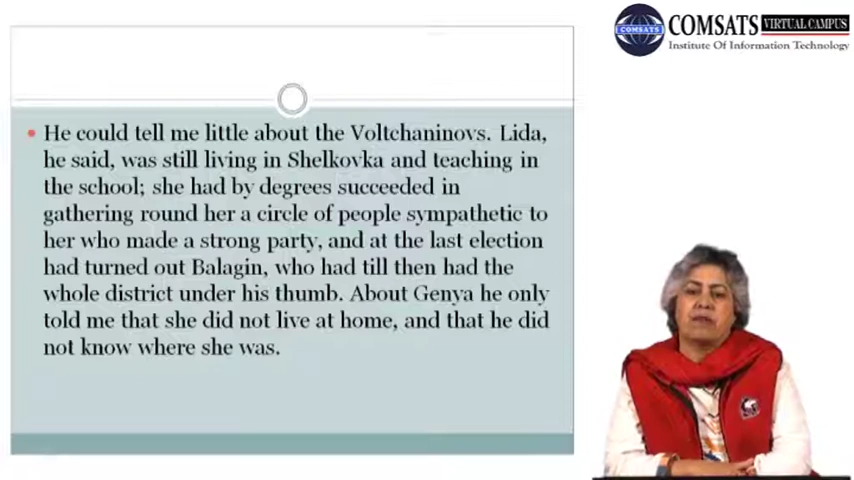 COMSATS VIRTUAL CAMPUS
Institute Of Information Technology
COMSATS
He could tell me little about the Voltchaninovs. Lida,
he said, was still living in Shelkovka and teaching in
the school; she had by degrees succeeded in
gathering round her a circle of people sympathetic to
her who made a strong party, and at the last election
had turned out Balagin, who had till then had the
whole district under his thumb. About Genya he only
told me that she did not live at home, and that he did
not know where she was.